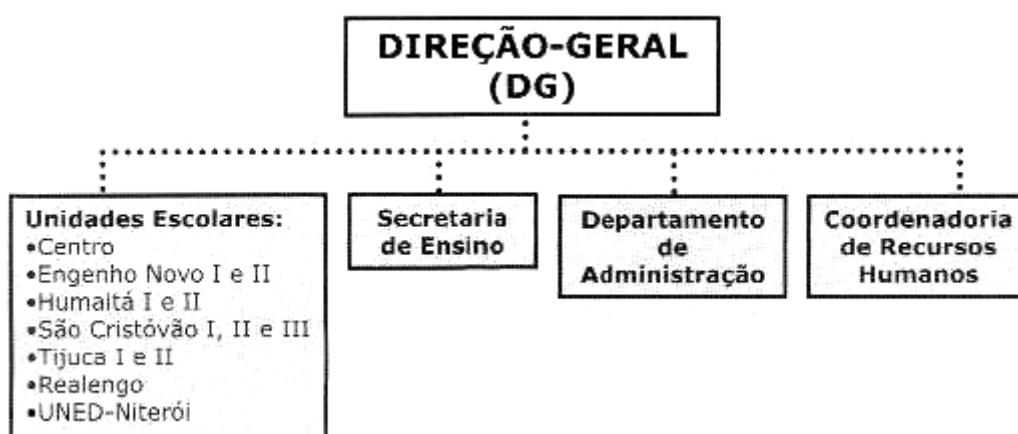 DIREÇÃO-GERAL
(DG)
Unidades Escolares:
•Centro
•Engenho Novo I e II
•Humaitá I e II
•São Cristóvão I, II e III
•Tijuca I e II
•Realengo
•UNED-Niterói
Secretaria
de Ensino
Departamento
de
Administração
Coordenadoria
de Recursos
Humanos